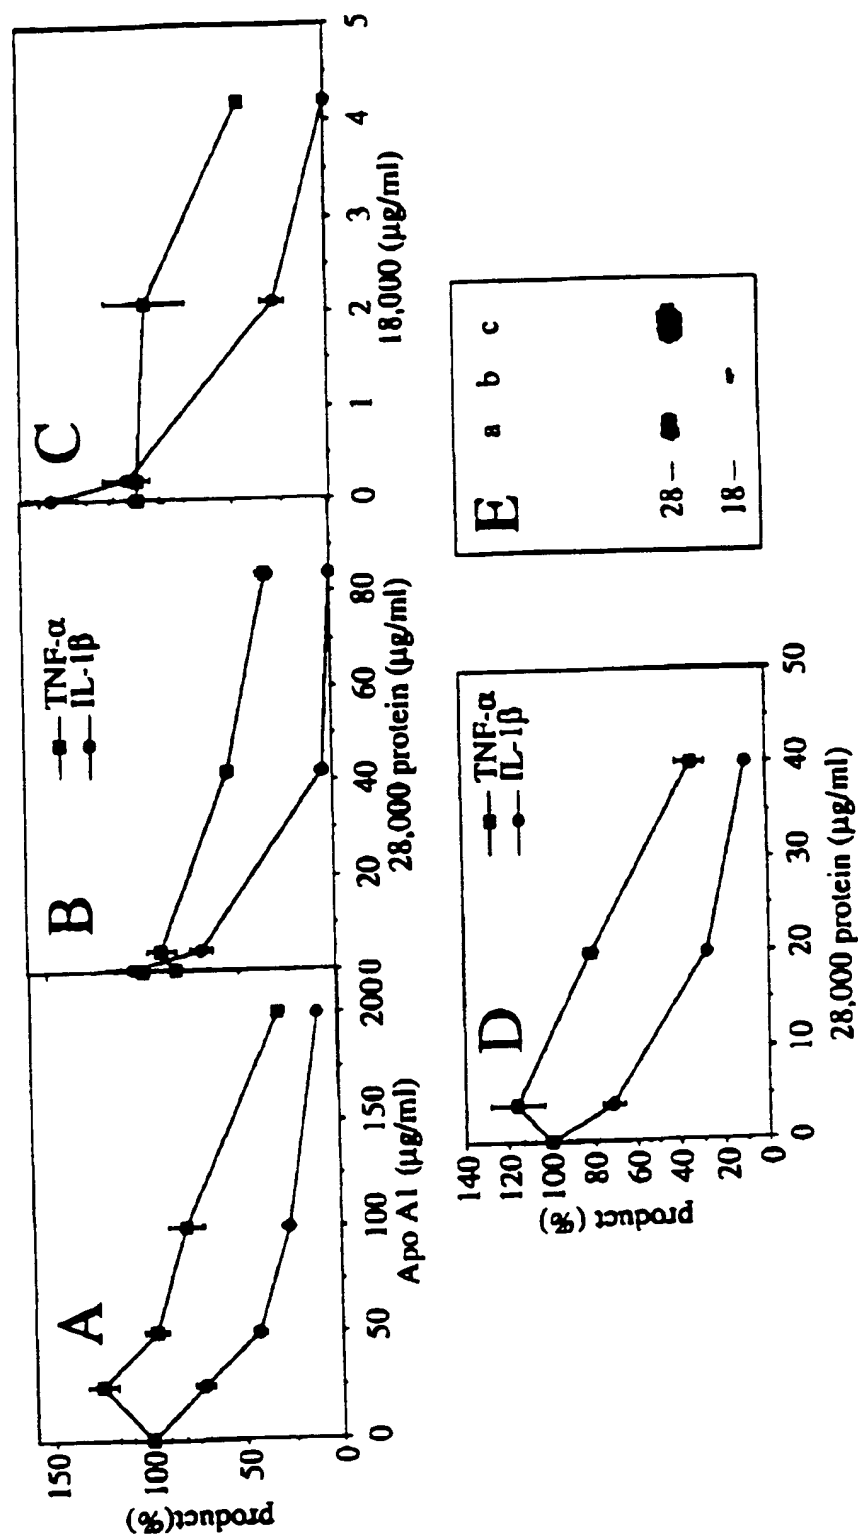 A
product(%)
150
100
50
0
0
50
100
150
200
Apo A1 (µg/ml)
B
TNF-α
IL-1β
0
20
40
60
80
28,000 protein (µg/ml)
C
0
1
2
3
4
5
18,000 (µg/ml)
D
TNF-α
IL-1β
product (%)
140
120
100
80
60
40
20
0
0
10
20
30
40
50
28,000 protein (µg/ml)
E
a b c
28
18